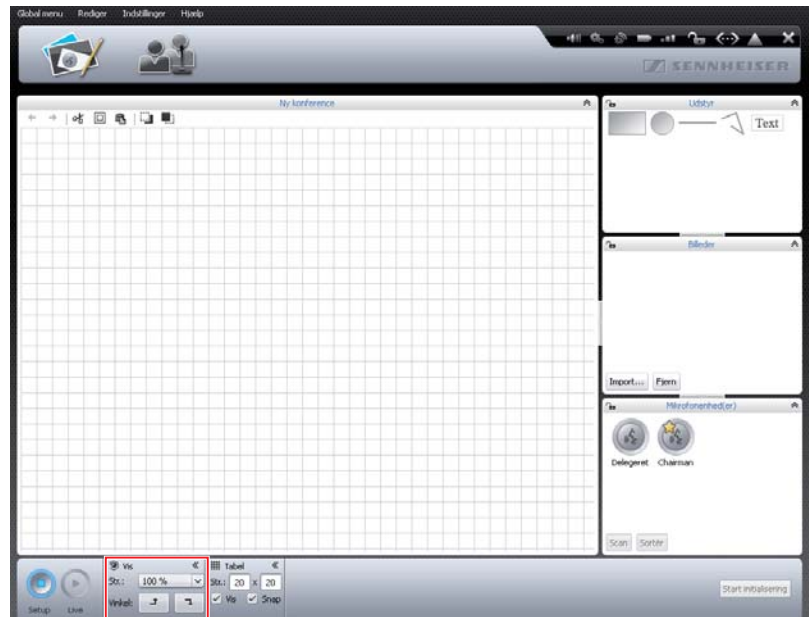 Global menu Rediger Indstillinger Hjælp
SENNHEISER
Ny konference
Udstyr
Text
Billeder
Import... Fjern
Mikrofonenhed(er)
Delegeret Chairman
Scan Sortér
Vis
Str.: 100 %
Vinkel:
Tabel
Str.: 20 x 20
Vis Snap
Setup Live
Start initialisering